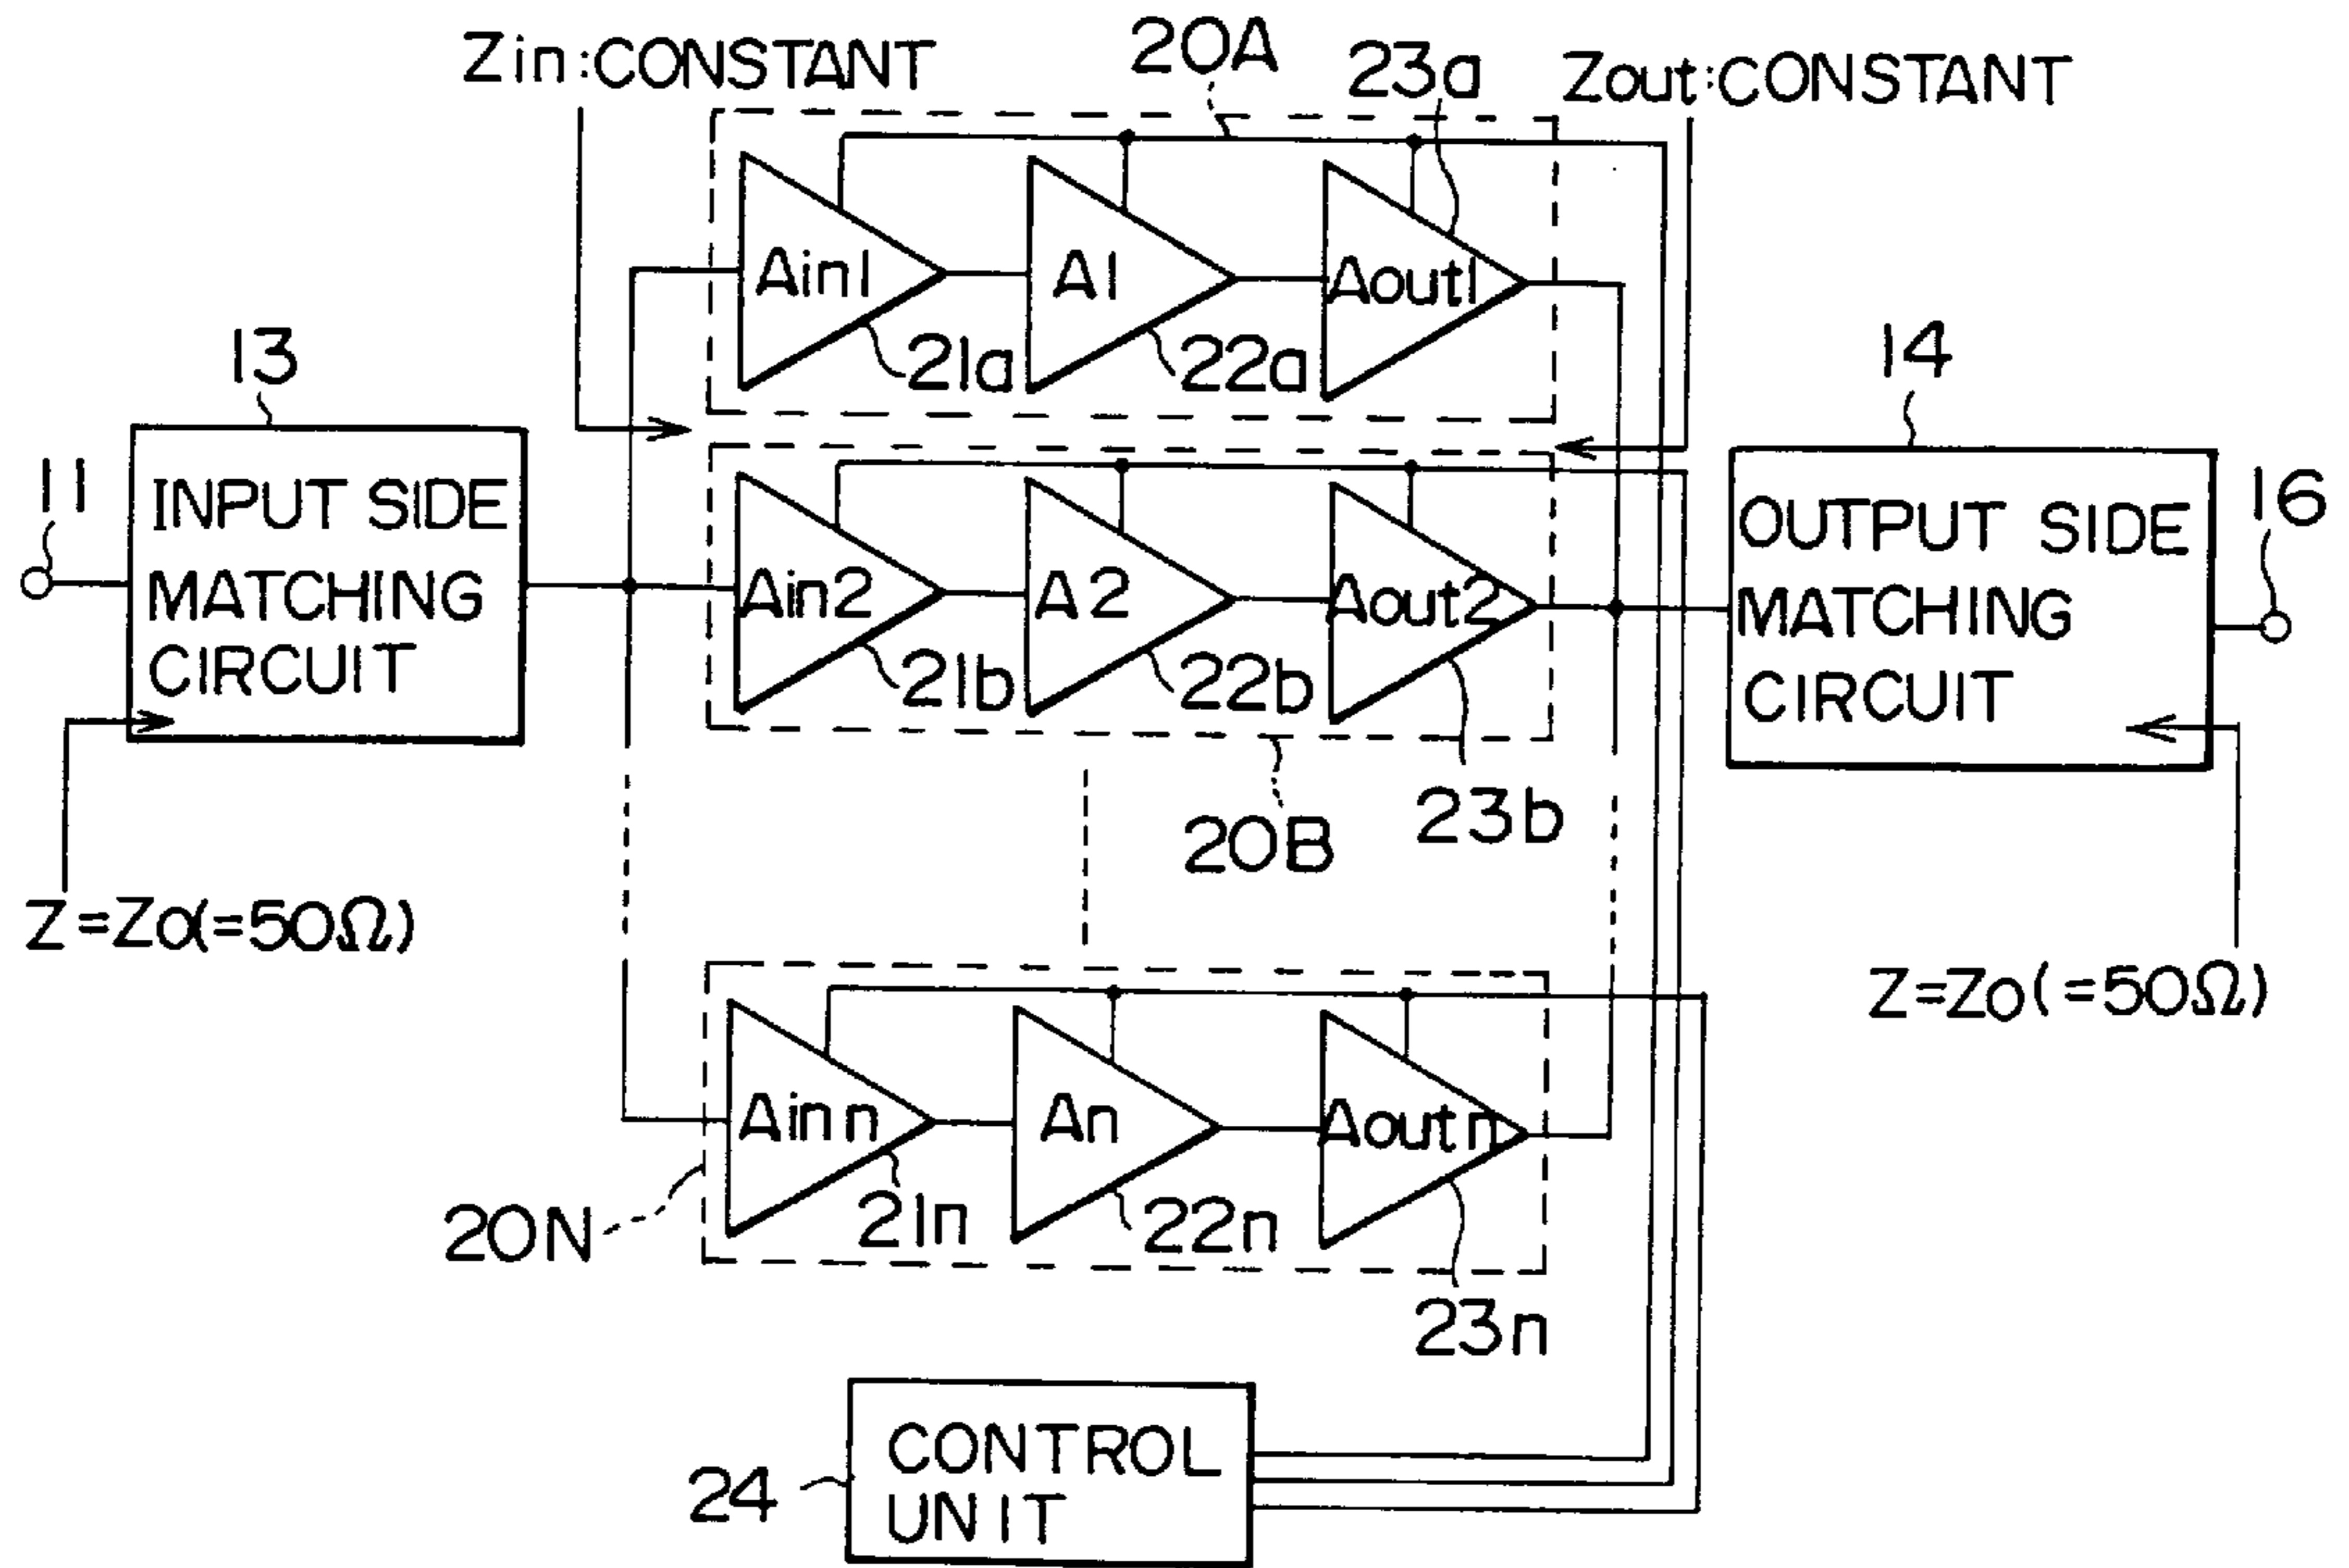 Zin:CONSTANT
20A
23a
Zout:CONSTANT
Ain1
A1
Aout1
21a
22a
13
14
11
INPUT SIDE
MATCHING
CIRCUIT
Ain2
A2
Aout2
21b
22b
OUTPUT SIDE
MATCHING
CIRCUIT
16
23b
20B
Z=Zo(=50Ω)
Z=Zo(=50Ω)
Ain n
An
Aout n
20N
21n
22n
23n
24
CONTROL
UNIT